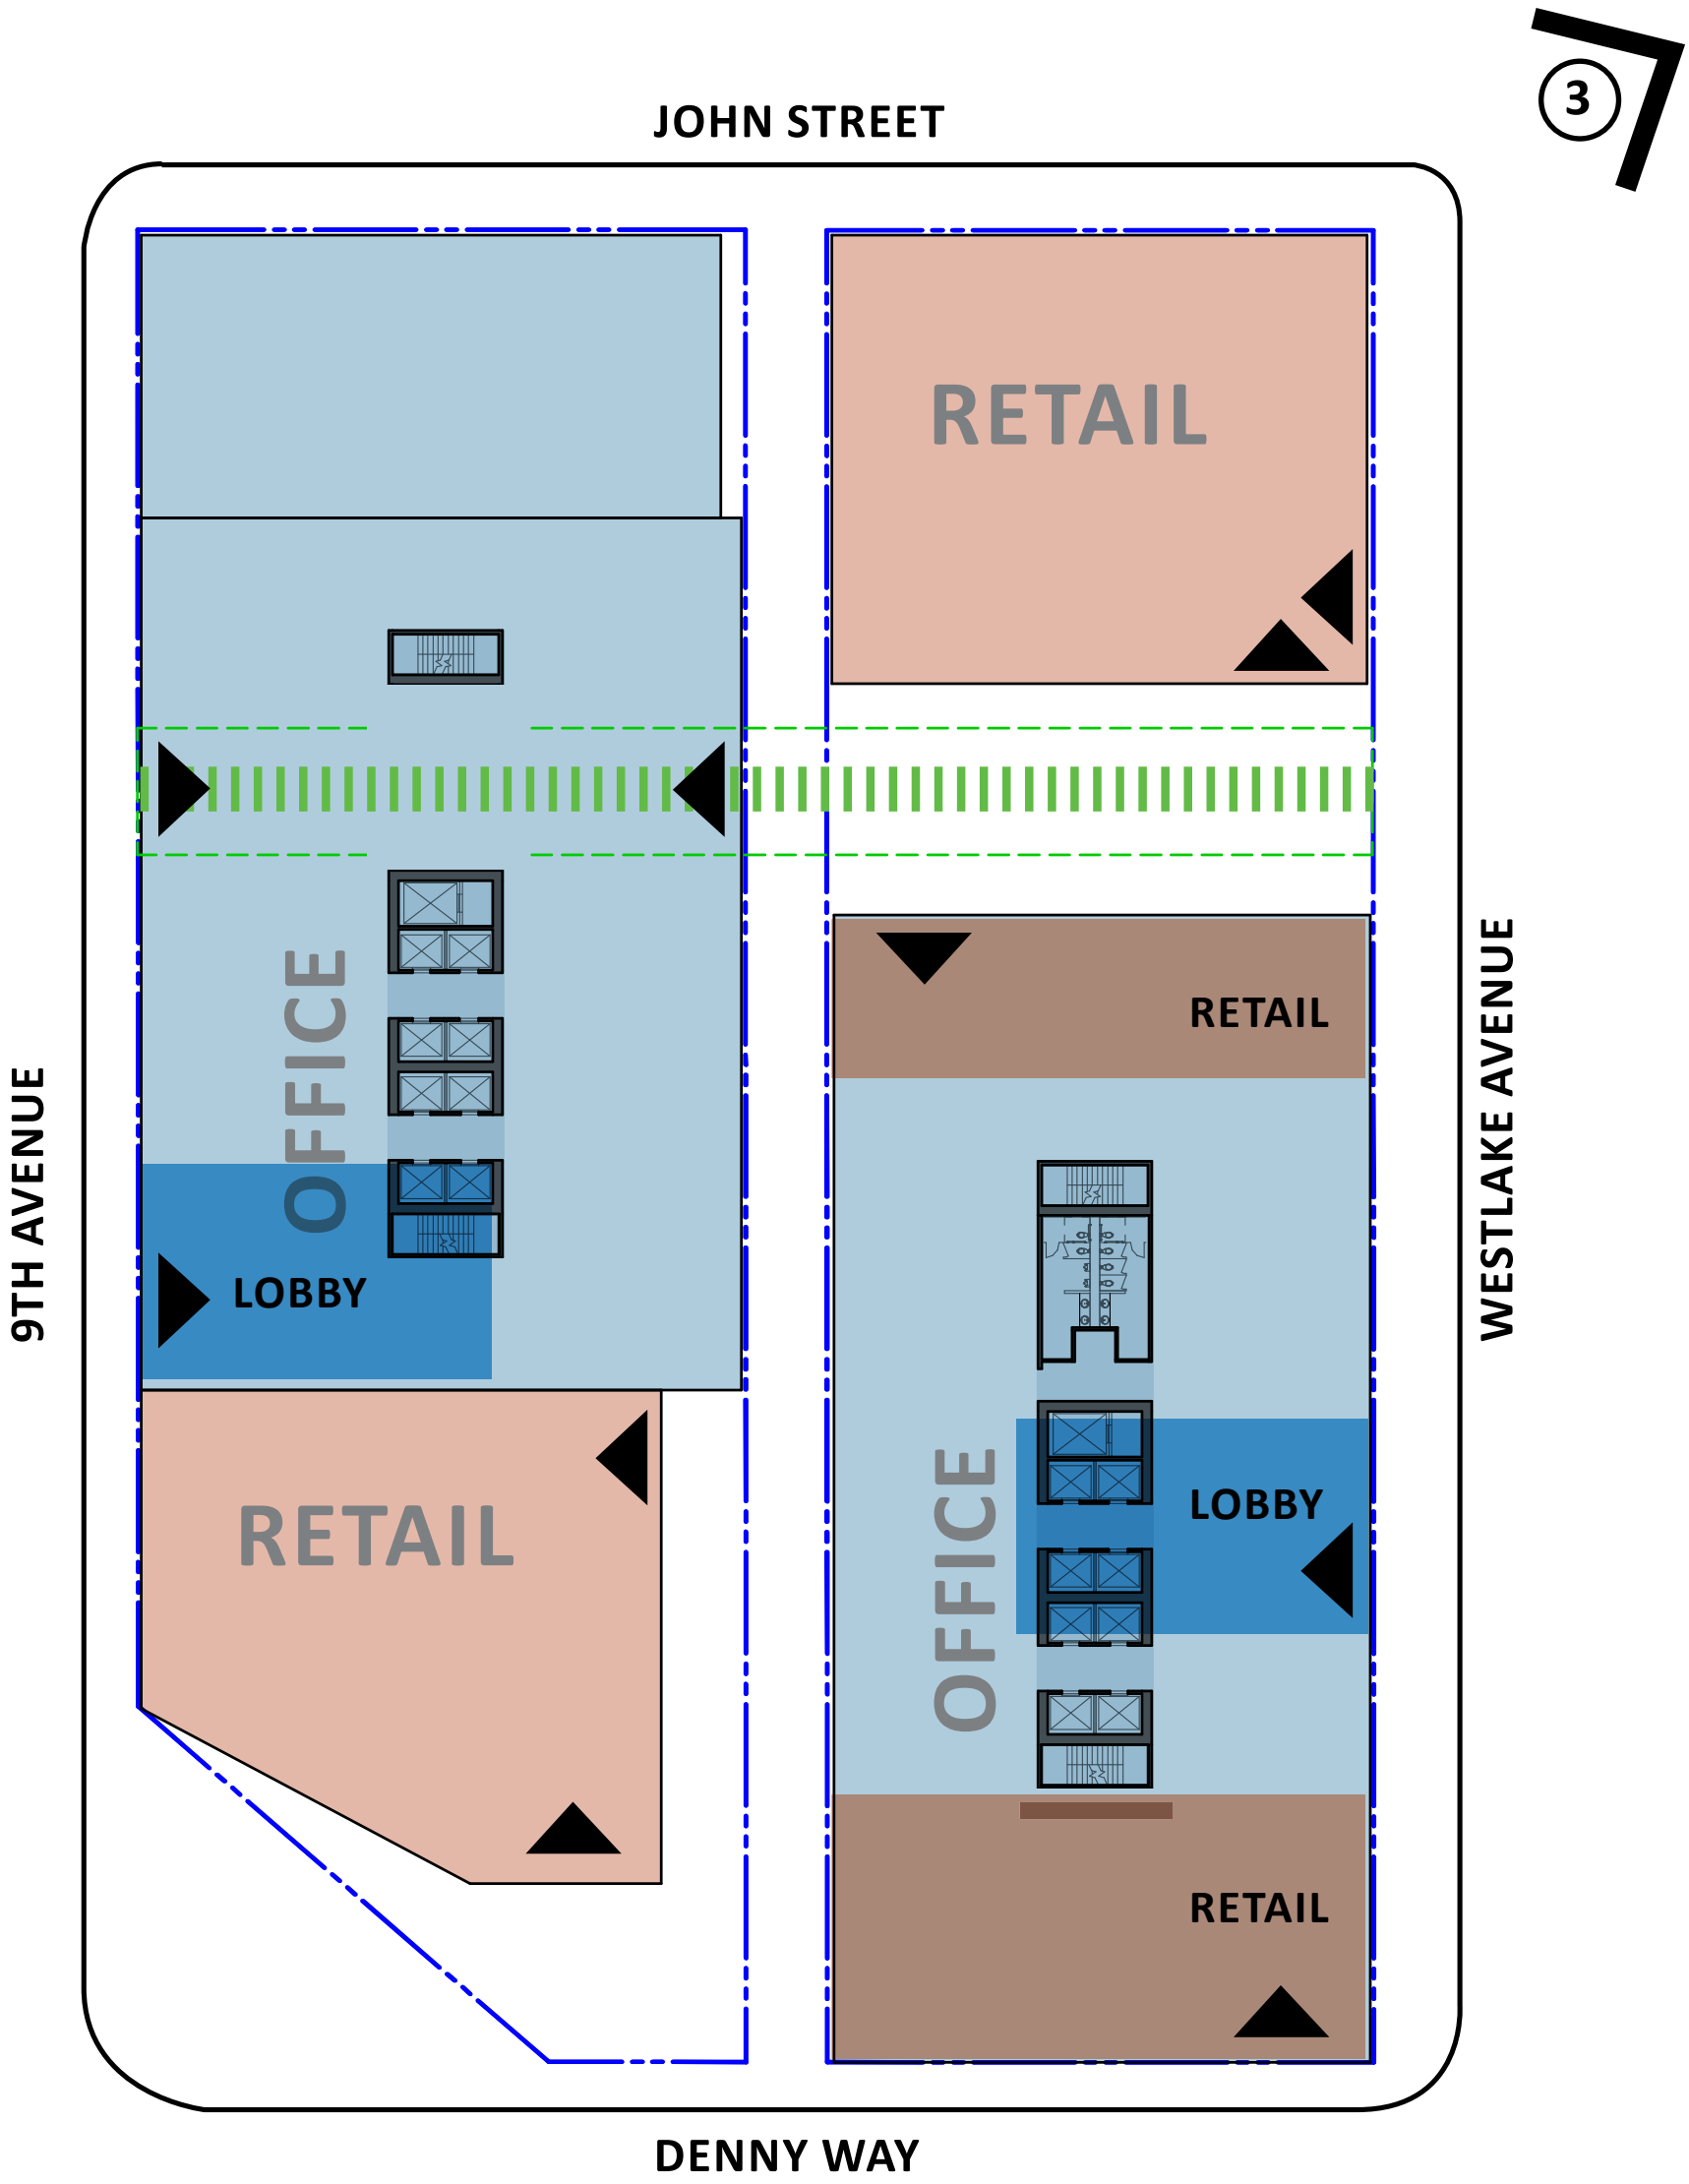 3
JOHN STREET
RETAIL
OFFICE
RETAIL
9TH AVENUE
WESTLAKE AVENUE
LOBBY
OFFICE
LOBBY
RETAIL
RETAIL
DENNY WAY